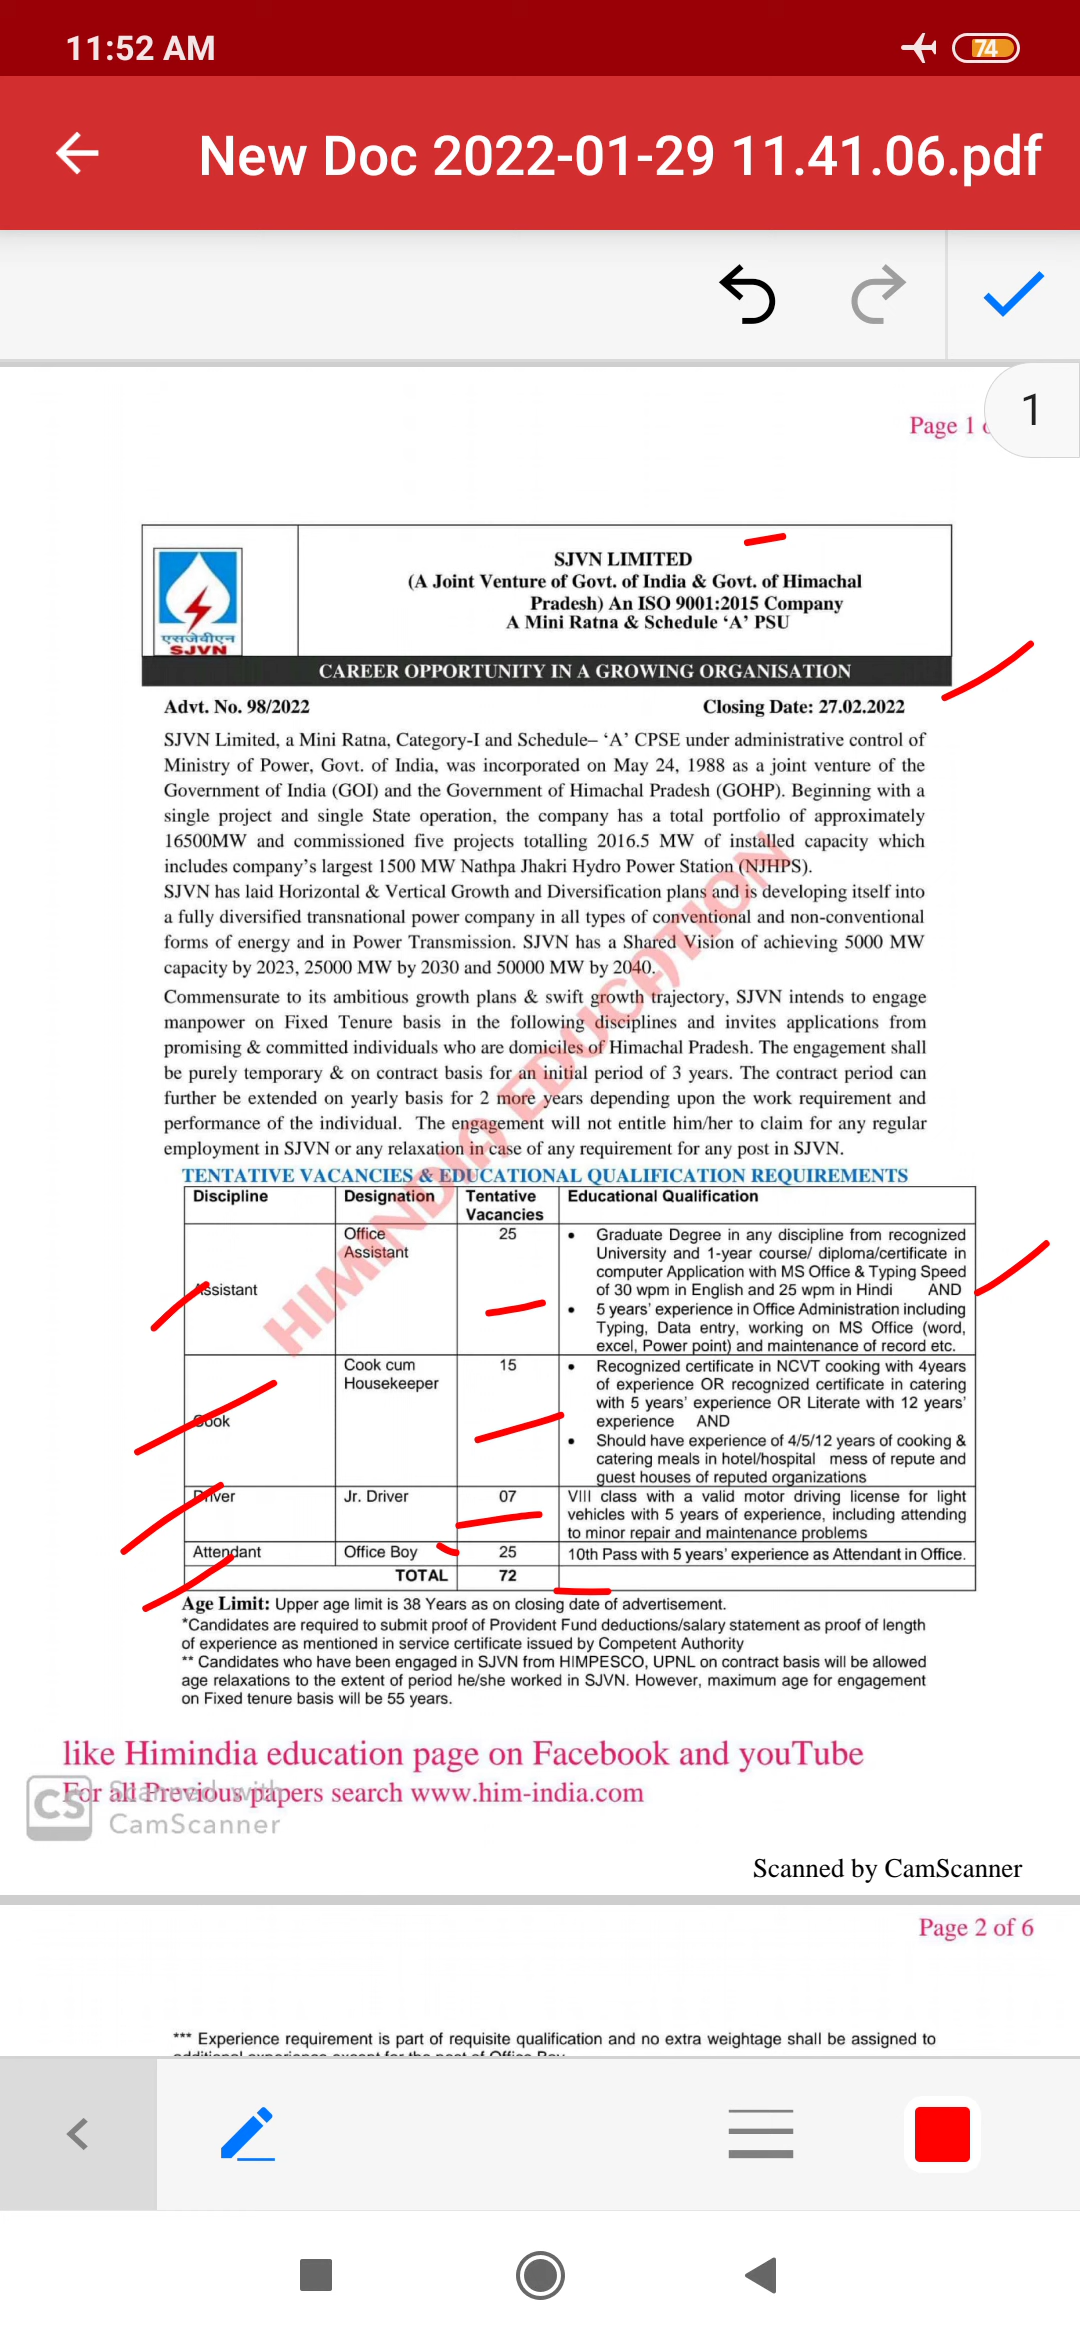 11:52 AM
74
New Doc 2022-01-29 11.41.06.pdf
1
Page 1
SJVN LIMITED
(A Joint Venture of Govt. of India & Govt. of Himachal
Pradesh) An ISO 9001:2015 Company
A Mini Ratna & Schedule ‘A’ PSU
एसजेवीएन
SJVN
CAREER OPPORTUNITY IN A GROWING ORGANISATION
Advt. No. 98/2022 Closing Date: 27.02.2022
SJVN Limited, a Mini Ratna, Category-I and Schedule– ‘A’ CPSE under administrative control of
Ministry of Power, Govt. of India, was incorporated on May 24, 1988 as a joint venture of the
Government of India (GOI) and the Government of Himachal Pradesh (GOHP). Beginning with a
single project and single State operation, the company has a total portfolio of approximately
16500MW and commissioned five projects totalling 2016.5 MW of installed capacity which
includes company’s largest 1500 MW Nathpa Jhakri Hydro Power Station (NJHPS).
SJVN has laid Horizontal & Vertical Growth and Diversification plans and is developing itself into
a fully diversified transnational power company in all types of conventional and non-conventional
forms of energy and in Power Transmission. SJVN has a Shared Vision of achieving 5000 MW
capacity by 2023, 25000 MW by 2030 and 50000 MW by 2040.
Commensurate to its ambitious growth plans & swift growth trajectory, SJVN intends to engage
manpower on Fixed Tenure basis in the following disciplines and invites applications from
promising & committed individuals who are domiciles of Himachal Pradesh. The engagement shall
be purely temporary & on contract basis for an initial period of 3 years. The contract period can
further be extended on yearly basis for 2 more years depending upon the work requirement and
performance of the individual. The engagement will not entitle him/her to claim for any regular
employment in SJVN or any relaxation in case of any requirement for any post in SJVN.
HIMINDIA EDUCATION
TENTATIVE VACANCIES & EDUCATIONAL QUALIFICATION REQUIREMENTS
Discipline Designation Tentative Vacancies Educational Qualification
Assistant Office Assistant 25
• Graduate Degree in any discipline from recognized
University and 1-year course/ diploma/certificate in
computer Application with MS Office & Typing Speed
of 30 wpm in English and 25 wpm in Hindi AND
• 5 years’ experience in Office Administration including
Typing, Data entry, working on MS Office (word,
excel, Power point) and maintenance of record etc.
Cook Cook cum Housekeeper 15
• Recognized certificate in NCVT cooking with 4years
of experience OR recognized certificate in catering
with 5 years’ experience OR Literate with 12 years’
experience AND
• Should have experience of 4/5/12 years of cooking &
catering meals in hotel/hospital mess of repute and
guest houses of reputed organizations
Driver Jr. Driver 07 VIII class with a valid motor driving license for light
vehicles with 5 years of experience, including attending
to minor repair and maintenance problems
Attendant Office Boy 25 10th Pass with 5 years’ experience as Attendant in Office.
TOTAL 72
Age Limit: Upper age limit is 38 Years as on closing date of advertisement.
*Candidates are required to submit proof of Provident Fund deductions/salary statement as proof of length
of experience as mentioned in service certificate issued by Competent Authority
** Candidates who have been engaged in SJVN from HIMPESCO, UPNL on contract basis will be allowed
age relaxations to the extent of period he/she worked in SJVN. However, maximum age for engagement
on Fixed tenure basis will be 55 years.
like Himindia education page on Facebook and youTube
For all Previous papers search www.him-india.com
CS Scanned with
CamScanner
Scanned by CamScanner
Page 2 of 6
*** Experience requirement is part of requisite qualification and no extra weightage shall be assigned to